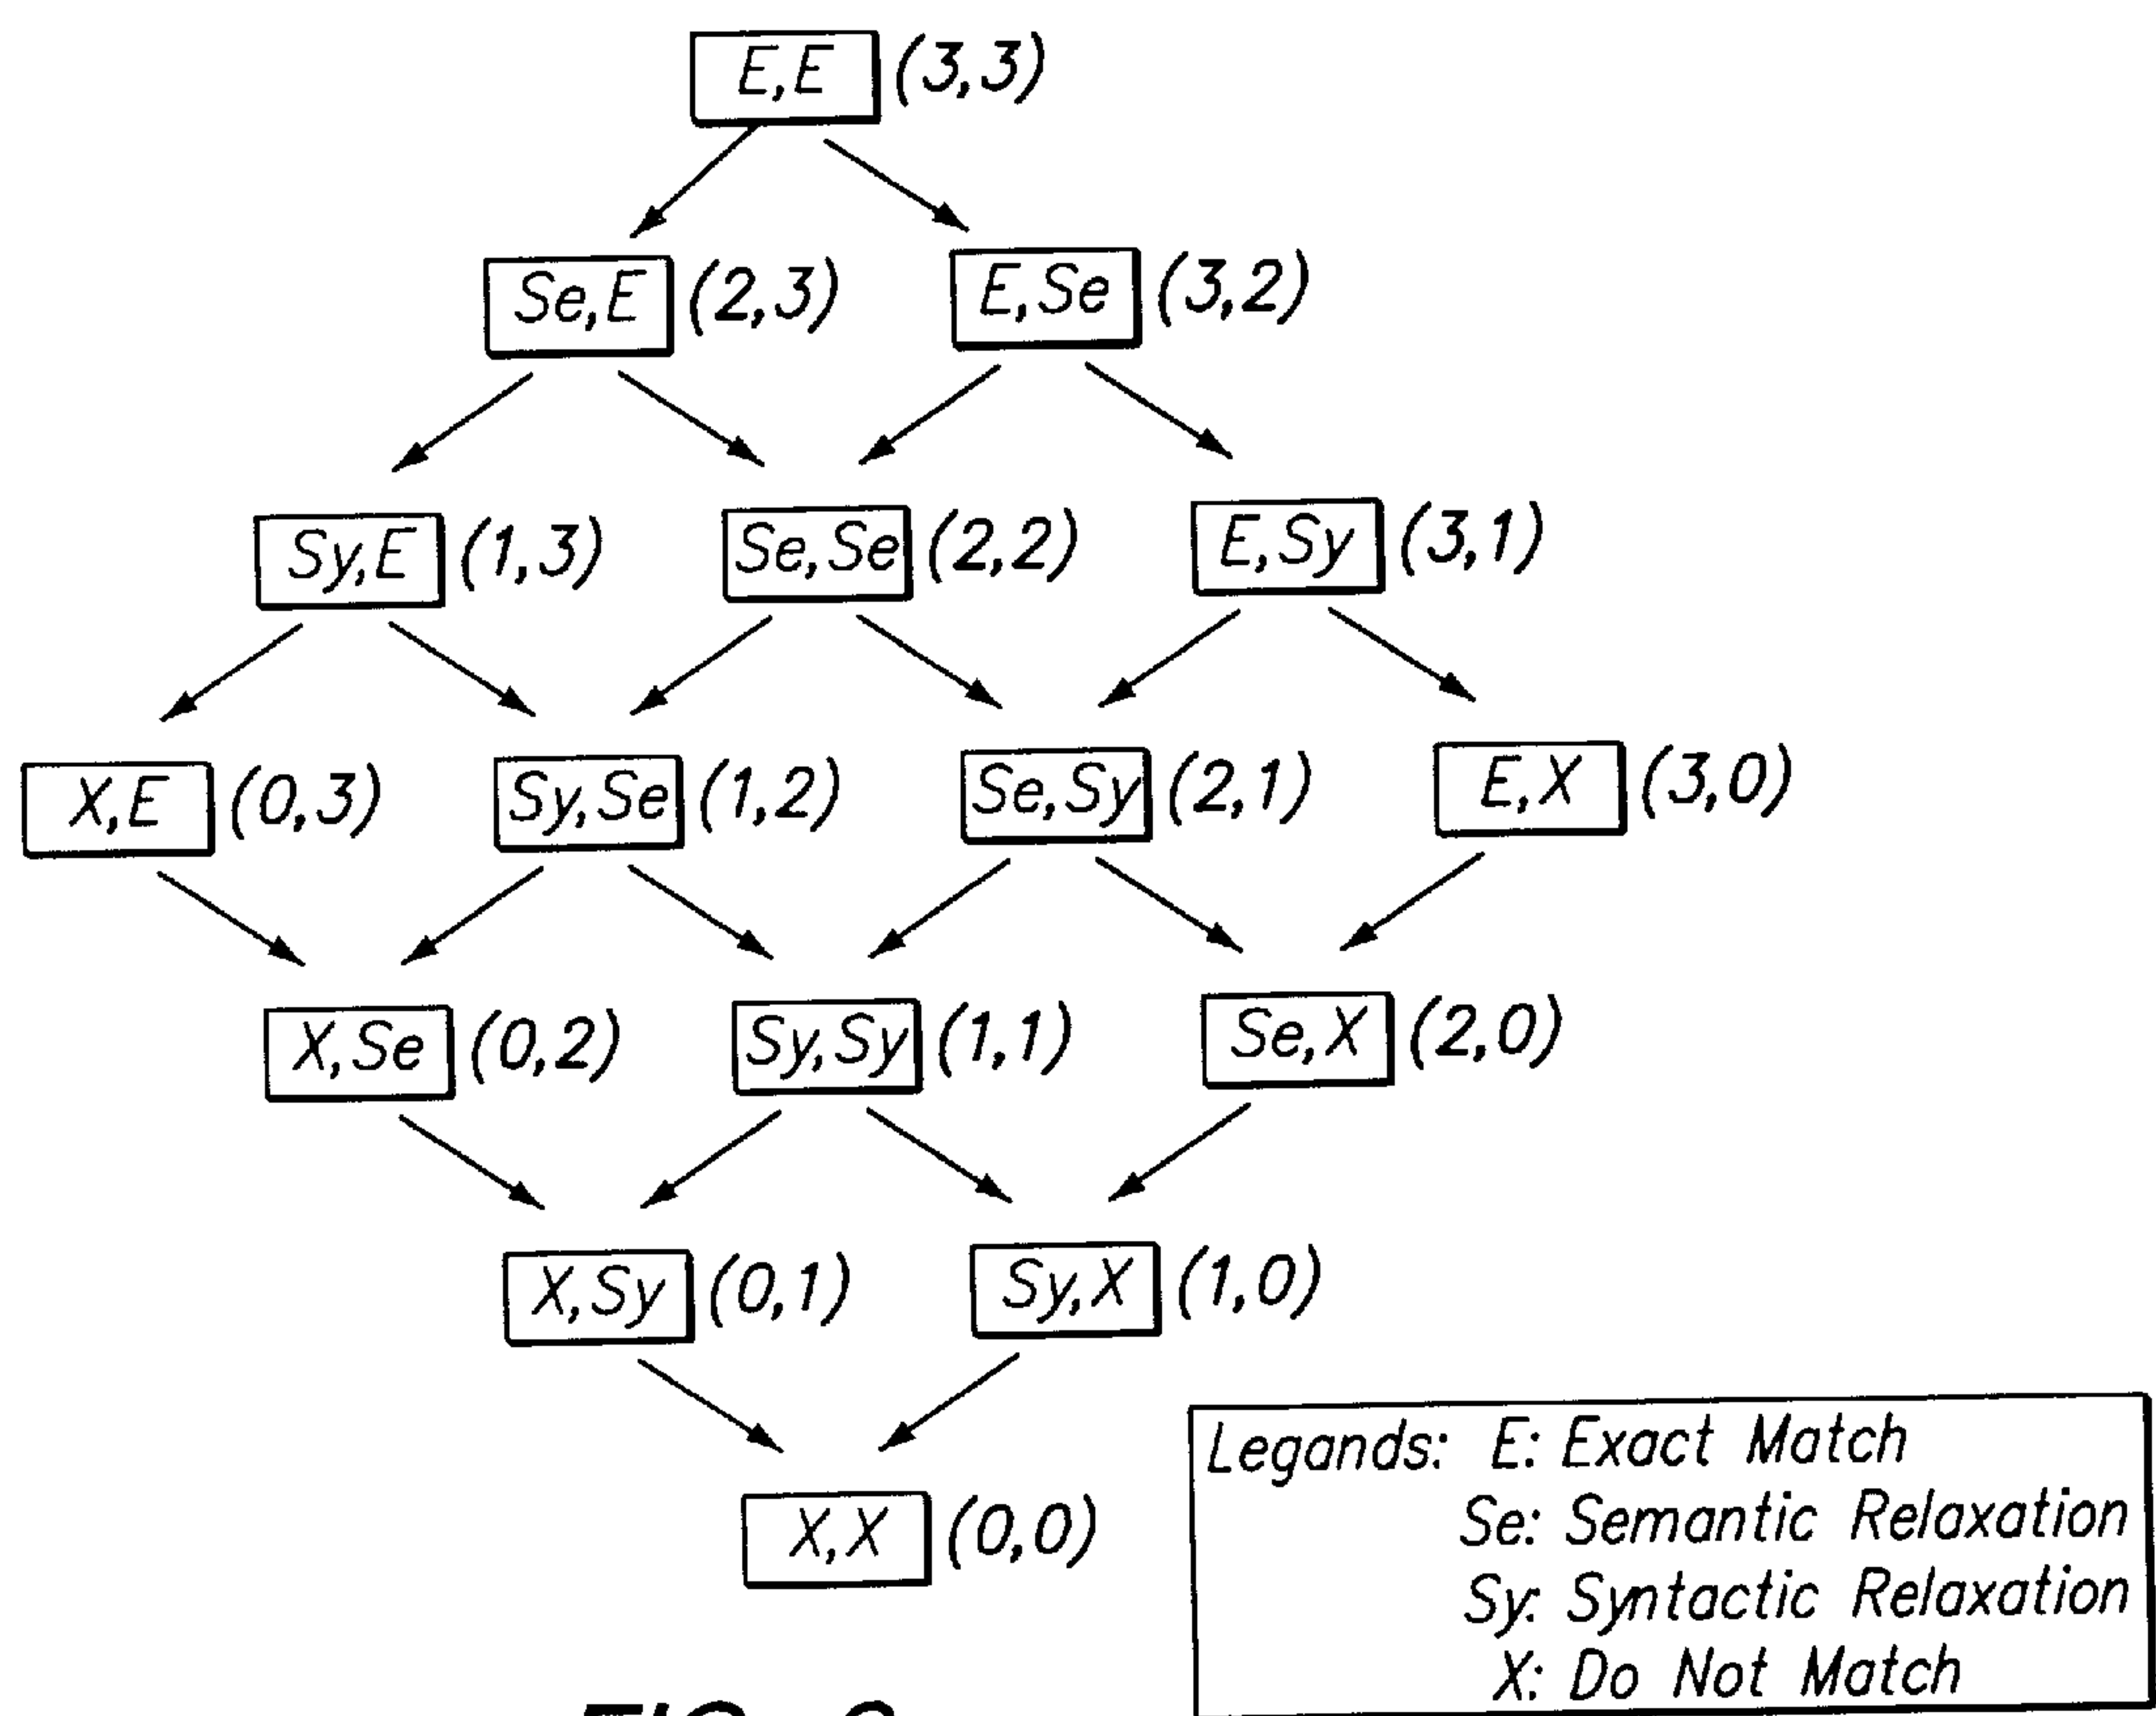 E,E (3,3)
Se,E (2,3) E,Se (3,2)
Sy,E (1,3) Se,Se (2,2) E,Sy (3,1)
X,E (0,3) Sy,Se (1,2) Se,Sy (2,1) E,X (3,0)
X,Se (0,2) Sy,Sy (1,1) Se,X (2,0)
X,Sy (0,1) Sy,X (1,0)
X,X (0,0)
Legands: E: Exact Match
Se: Semantic Relaxation
Sy: Syntactic Relaxation
X: Do Not Match